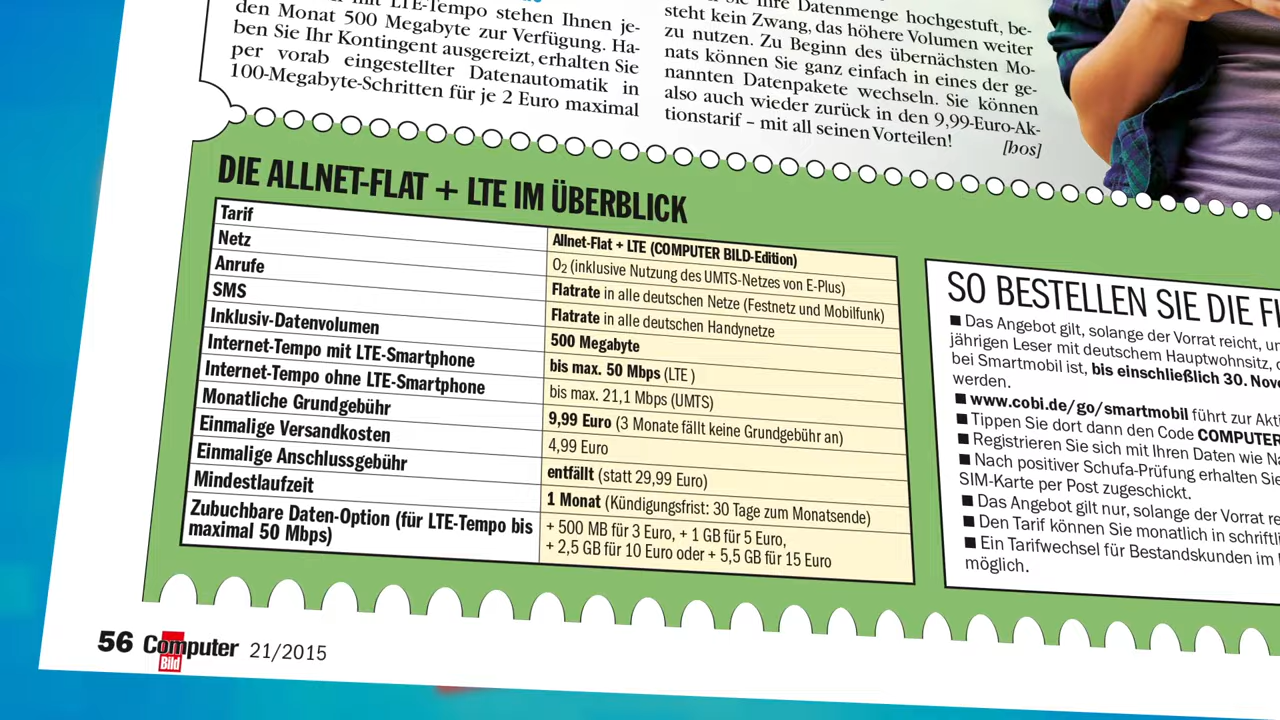 mit LTE-Tempo stehen Ihnen je-
den Monat 500 Megabyte zur Verfügung. Ha-
ben Sie Ihr Kontingent ausgereizt, erhalten Sie
per vorab eingestellter Datenautomatik in
100-Megabyte-Schritten für je 2 Euro maximal
Sie Ihre Datenmenge hochgestuft, be-
steht kein Zwang, das höhere Volumen weiter
zu nutzen. Zu Beginn des übernächsten Mo-
nats können Sie ganz einfach in eines der ge-
nannten Datenpakete wechseln. Sie können
also auch wieder zurück in den 9,99-Euro-Ak-
tionstarif – mit all seinen Vorteilen! [bos]
DIE ALLNET-FLAT + LTE IM ÜBERBLICK
Tarif Allnet-Flat + LTE (COMPUTER BILD-Edition)
Netz O2 (inklusive Nutzung des UMTS-Netzes von E-Plus)
Anrufe Flatrate in alle deutschen Netze (Festnetz und Mobilfunk)
SMS Flatrate in alle deutschen Handynetze
Inklusiv-Datenvolumen 500 Megabyte
Internet-Tempo mit LTE-Smartphone bis max. 50 Mbps (LTE )
Internet-Tempo ohne LTE-Smartphone bis max. 21,1 Mbps (UMTS)
Monatliche Grundgebühr 9,99 Euro (3 Monate fällt keine Grundgebühr an)
Einmalige Versandkosten 4,99 Euro
Einmalige Anschlussgebühr entfällt (statt 29,99 Euro)
Mindestlaufzeit 1 Monat (Kündigungsfrist: 30 Tage zum Monatsende)
Zubuchbare Daten-Option (für LTE-Tempo bis
maximal 50 Mbps)
+ 500 MB für 3 Euro, + 1 GB für 5 Euro,
+ 2,5 GB für 10 Euro oder + 5,5 GB für 15 Euro
SO BESTELLEN SIE DIE
■ Das Angebot gilt, solange der Vorrat reicht,
jährigen Leser mit deutschem Hauptwohnsitz,
bei Smartmobil ist, bis einschließlich 30.
werden.
■ www.cobi.de/go/smartmobil führt zur
■ Tippen Sie dort dann den Code COMPUTER
■ Registrieren Sie sich mit Ihren Daten wie
■ Nach positiver Schufa-Prüfung erhalten Sie
SIM-Karte per Post zugeschickt.
■ Das Angebot gilt nur, solange der Vorrat
■ Den Tarif können Sie monatlich in
■ Ein Tarifwechsel für Bestandskunden im
möglich.
56 Computer Bild 21/2015